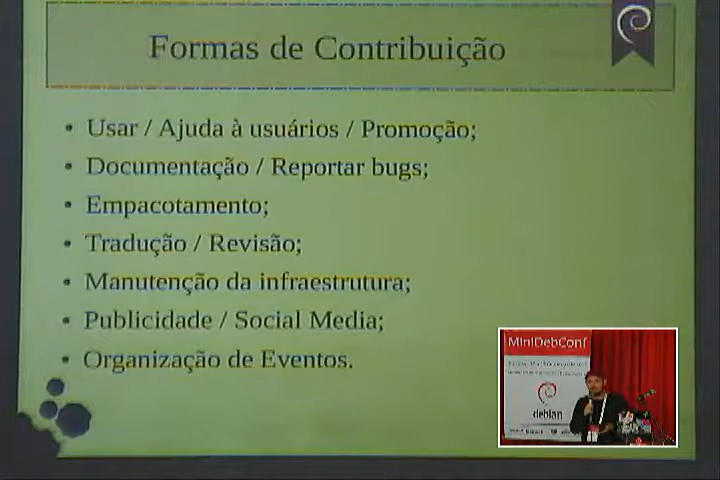 Formas de Contribuição
• Usar / Ajuda à usuários / Promoção;
• Documentação / Reportar bugs;
• Empacotamento;
• Tradução / Revisão;
• Manutenção da infraestrutura;
• Publicidade / Social Media;
• Organização de Eventos.
MiniDebConf
debian